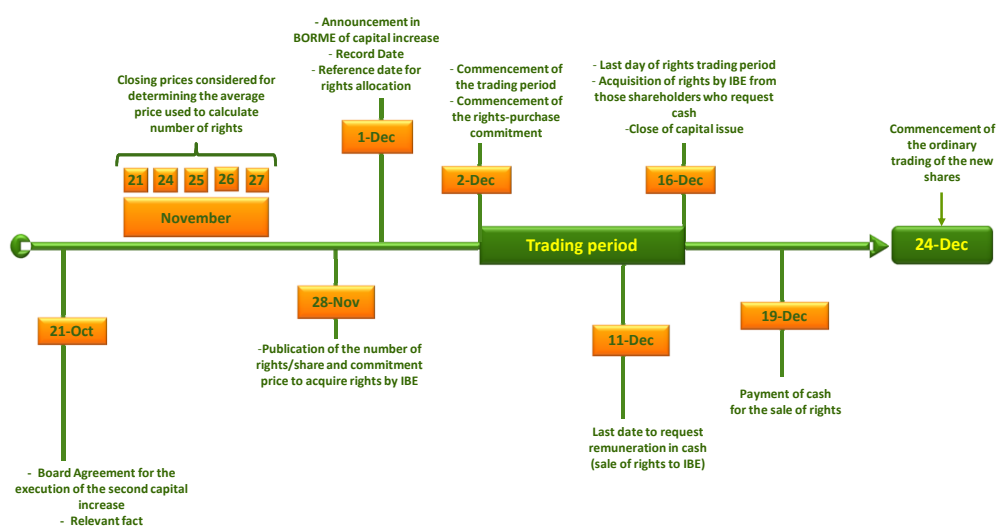 - Announcement in
BORME of capital increase
- Record Date
- Reference date for
rights allocation
Closing prices considered for
determining the average
price used to calculate
number of rights
- Commencement of
the trading period
- Commencement of
the rights-purchase
commitment
- Last day of rights trading period
- Acquisition of rights by IBE from
those shareholders who request
cash
-Close of capital issue
Commencement of
the ordinary
trading of the new
shares
1-Dec
21
24
25
26
27
November
2-Dec
16-Dec
Trading period
24-Dec
21-Oct
28-Nov
11-Dec
19-Dec
-Publication of the number of
rights/share and commitment
price to acquire rights by IBE
Payment of cash
for the sale of rights
Last date to request
remuneration in cash
(sale of rights to IBE)
- Board Agreement for the
execution of the second capital
increase
- Relevant fact